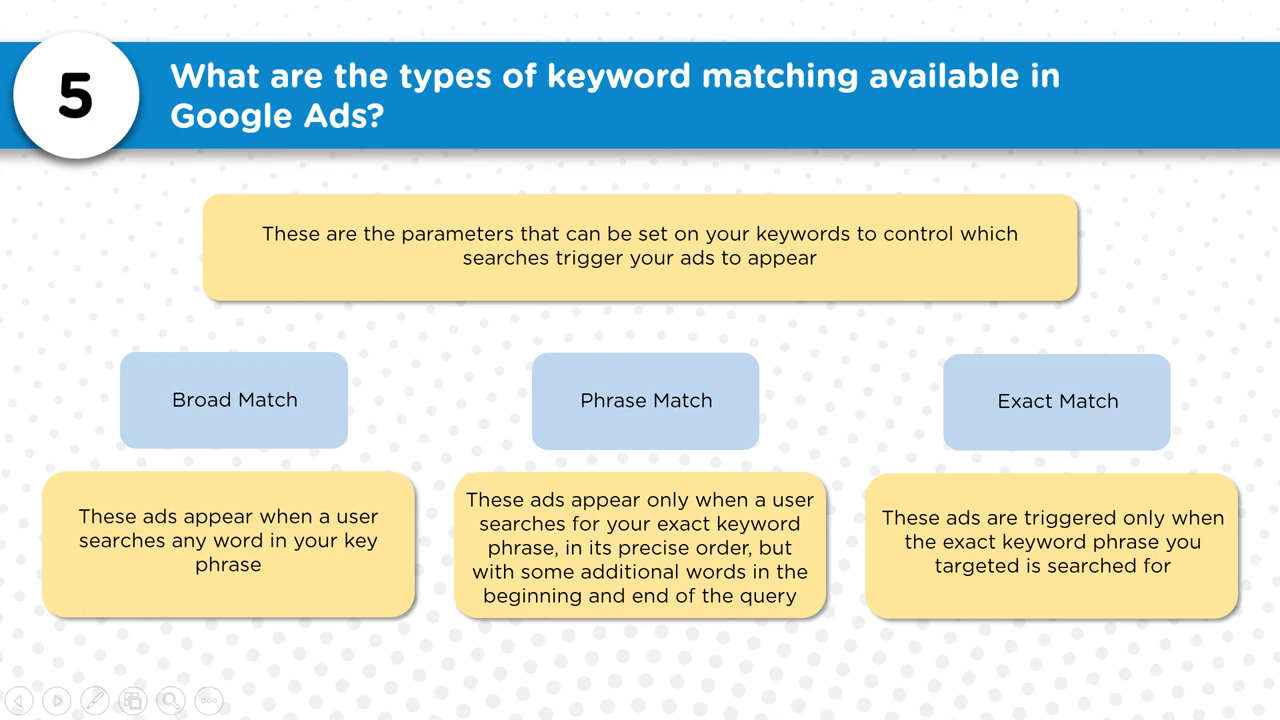 5
What are the types of keyword matching available in
Google Ads?
These are the parameters that can be set on your keywords to control which
searches trigger your ads to appear
Broad Match
Phrase Match
Exact Match
These ads appear when a user
searches any word in your key
phrase
These ads appear only when a user
searches for your exact keyword
phrase, in its precise order, but
with some additional words in the
beginning and end of the query
These ads are triggered only when
the exact keyword phrase you
targeted is searched for